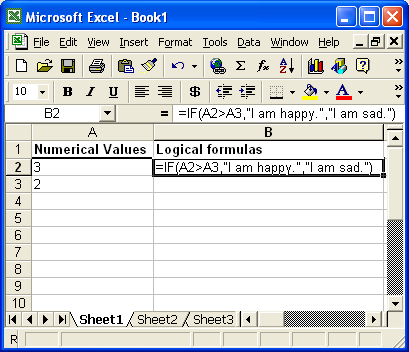 Microsoft Excel - Book1
File Edit View Insert Format Tools Data Window Help
10 B I U $
B2 = =IF(A2>A3,"I am happy.","I am sad.")
A B
1 Numerical Values Logical formulas
2 3 =IF(A2>A3,"I am happy.","I am sad.")
3 2
4
5
6
7
8
9
10
Sheet1 Sheet2 Sheet3
R